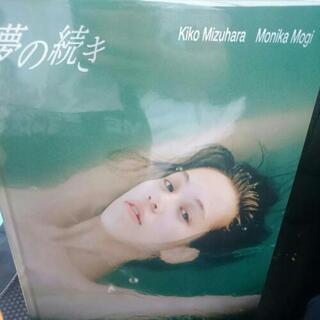 夢の続き
Kiko Mizuhara Monika Mogi